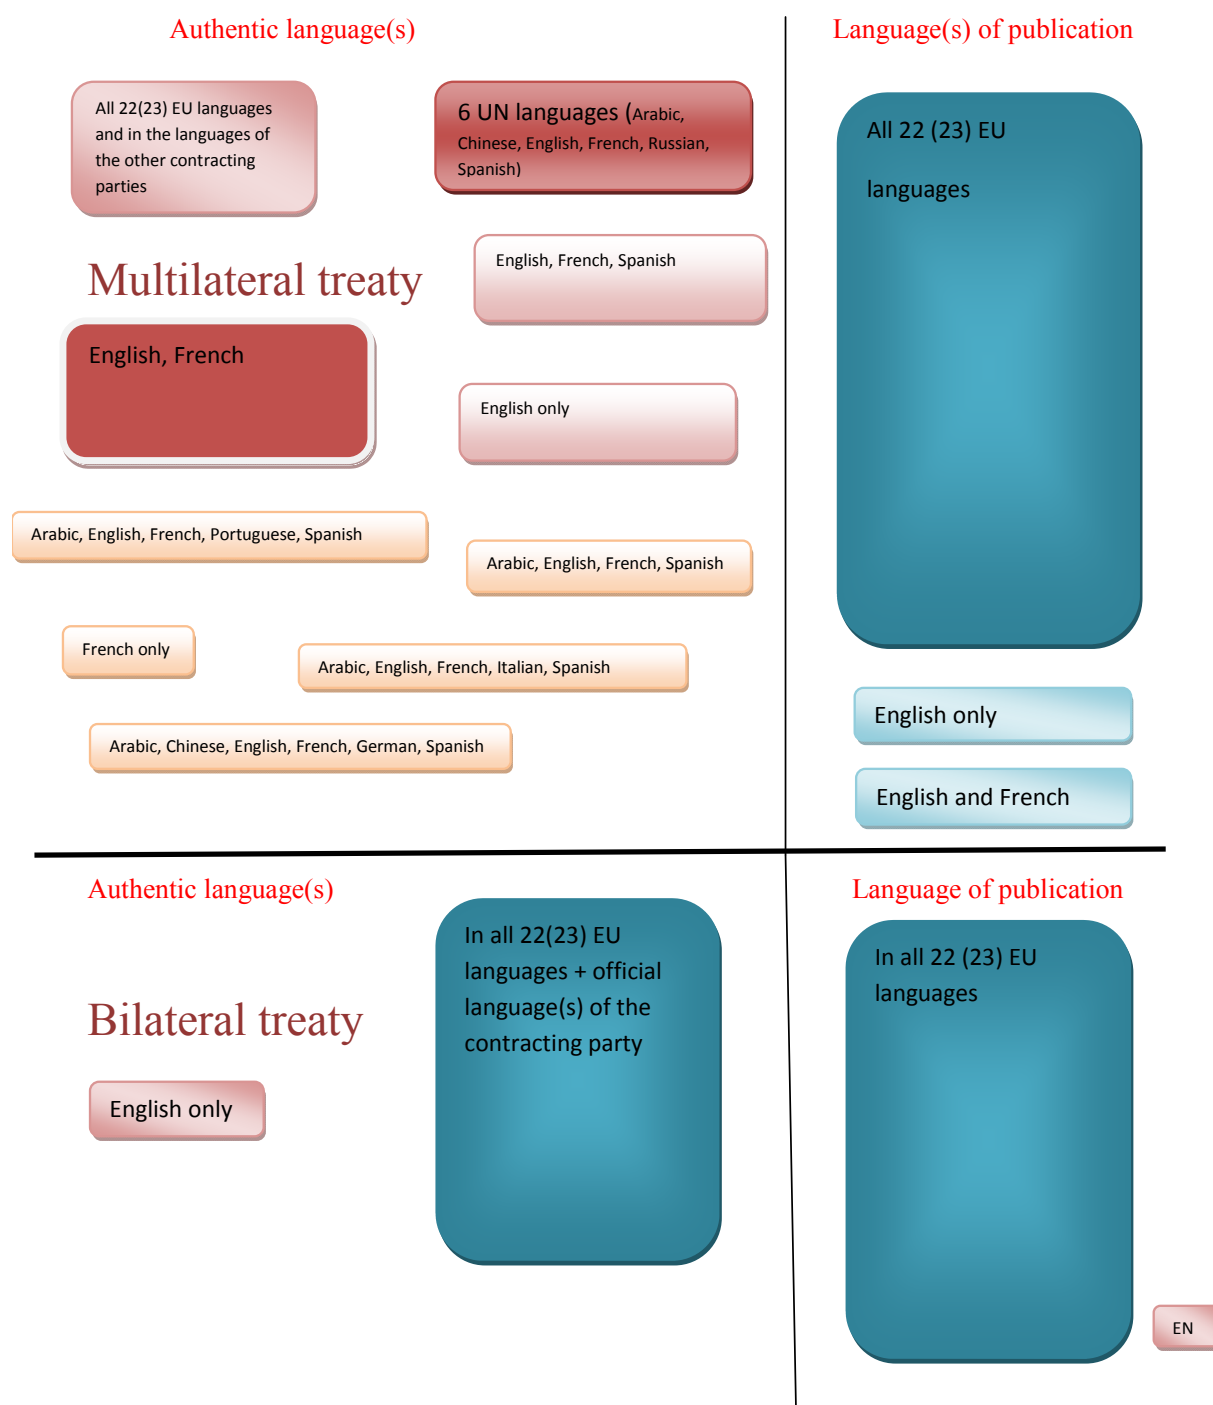 Authentic language(s)
Language(s) of publication
All 22(23) EU languages
and in the languages of
the other contracting
parties
6 UN languages (Arabic,
Chinese, English, French, Russian,
Spanish)
All 22 (23) EU
languages
English, French, Spanish
Multilateral treaty
English, French
English only
Arabic, English, French, Portuguese, Spanish
Arabic, English, French, Spanish
French only
Arabic, English, French, Italian, Spanish
English only
Arabic, Chinese, English, French, German, Spanish
English and French
Authentic language(s)
Language of publication
In all 22(23) EU
languages + official
language(s) of the
contracting party
In all 22 (23) EU
languages
Bilateral treaty
English only
EN